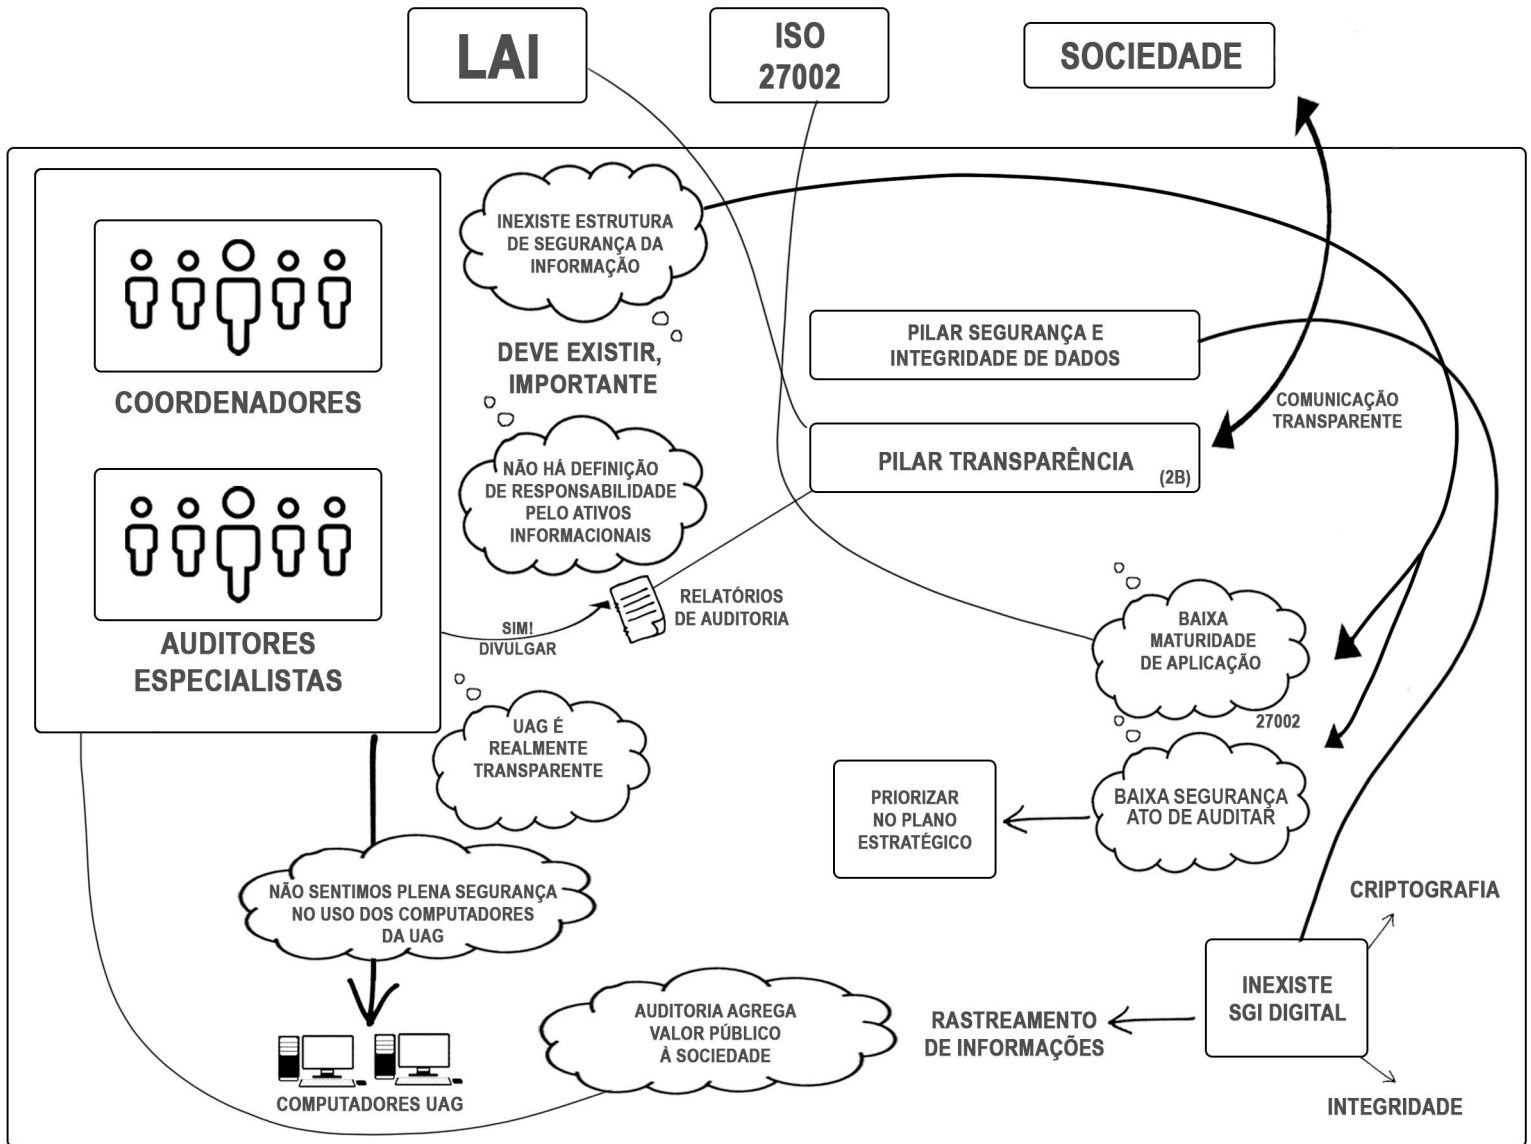 LAI
ISO
27002
SOCIEDADE
INEXISTE ESTRUTURA
DE SEGURANÇA DA
INFORMAÇÃO
DEVE EXISTIR,
IMPORTANTE
COORDENADORES
NÃO HÁ DEFINIÇÃO
DE RESPONSABILIDADE
PELO ATIVOS
INFORMACIONAIS
PILAR SEGURANÇA E
INTEGRIDADE DE DADOS
PILAR TRANSPARÊNCIA
(2B)
COMUNICAÇÃO
TRANSPARENTE
AUDITORES
ESPECIALISTAS
SIM!
DIVULGAR
RELATÓRIOS
DE AUDITORIA
BAIXA
MATURIDADE
DE APLICAÇÃO
27002
UAG É
REALMENTE
TRANSPARENTE
PRIORIZAR
NO PLANO
ESTRATÉGICO
BAIXA SEGURANÇA
ATO DE AUDITAR
NÃO SENTIMOS PLENA SEGURANÇA
NO USO DOS COMPUTADORES
DA UAG
CRIPTOGRAFIA
INEXISTE
SGI DIGITAL
AUDITORIA AGREGA
VALOR PÚBLICO
À SOCIEDADE
RASTREAMENTO
DE INFORMAÇÕES
COMPUTADORES UAG
INTEGRIDADE